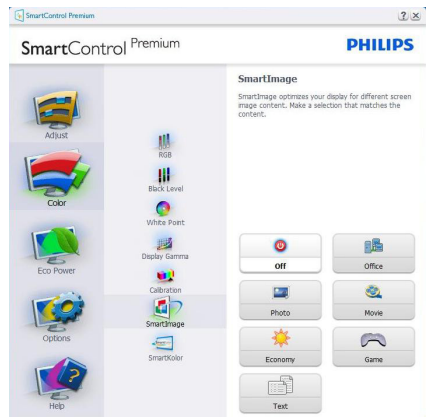 SmartControl Premium
SmartControl Premium
PHILIPS
Adjust
Color
Eco Power
Options
Help
RGB
Black Level
White Point
Display Gamma
Calibration
SmartImage
SmartKolor
SmartImage
SmartImage optimizes your display for different screen
image content. Make a selection that matches the
content.
Off
Office
Photo
Movie
Economy
Game
Text